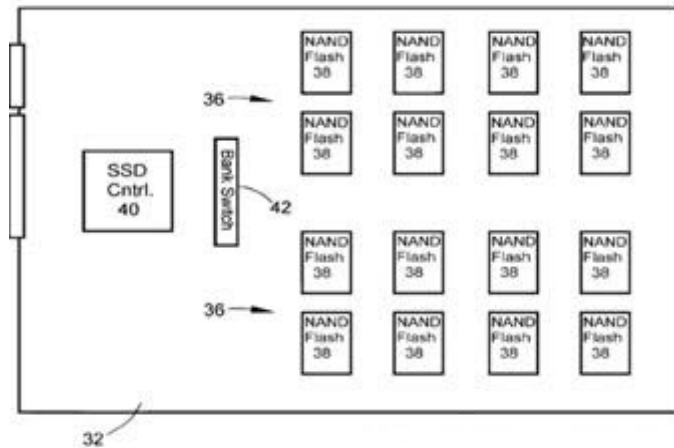 NAND NAND NAND NAND
Flash Flash Flash Flash
38 38 38 38
36
NAND NAND NAND NAND
Flash Flash Flash Flash
38 38 38 38
SSD
Cntrl.
40
Bank Switch
42
NAND NAND NAND NAND
Flash Flash Flash Flash
38 38 38 38
36
NAND NAND NAND NAND
Flash Flash Flash Flash
38 38 38 38
32